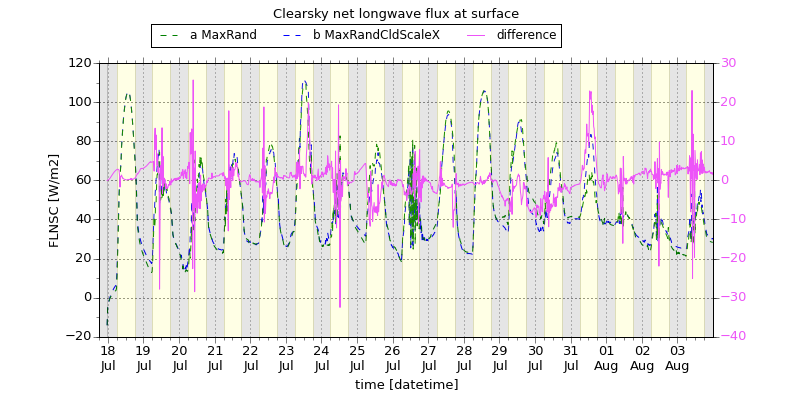 Clearsky net longwave flux at surface
a MaxRand b MaxRandCldScaleX difference
120 30
100 20
80 10
60 0
40 −10
20 −20
0 −30
−20 −40
FLNSC [W/m2]
18 19 20 21 22 23 24 25 26 27 28 29 30 31 01 02 03
Jul Jul Jul Jul Jul Jul Jul Jul Jul Jul Jul Jul Jul Jul Aug Aug Aug
time [datetime]